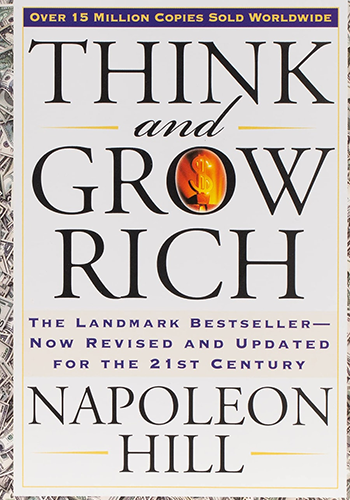 OVER 15 MILLION COPIES SOLD WORLDWIDE
THINK
and
GROW
RICH
THE LANDMARK BESTSELLER—
NOW REVISED AND UPDATED
FOR THE 21ST CENTURY
NAPOLEON
HILL